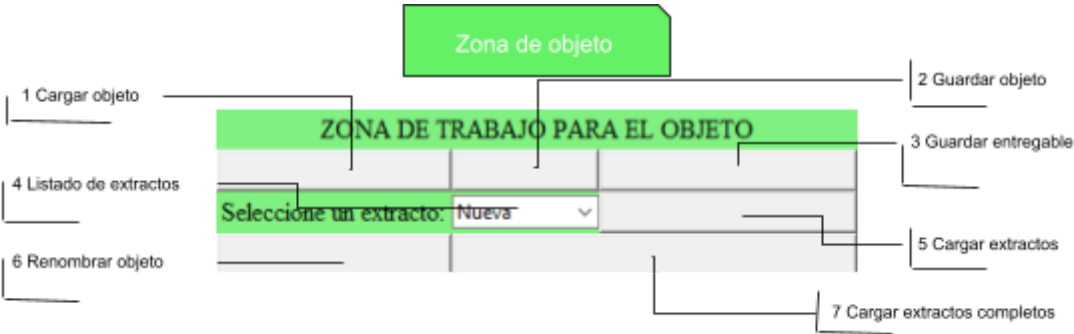 Zona de objeto
1 Cargar objeto
2 Guardar objeto
ZONA DE TRABAJO PARA EL OBJETO
3 Guardar entregable
4 Listado de extractos
Seleccione un extracto: Nueva
5 Cargar extractos
6 Renombrar objeto
7 Cargar extractos completos